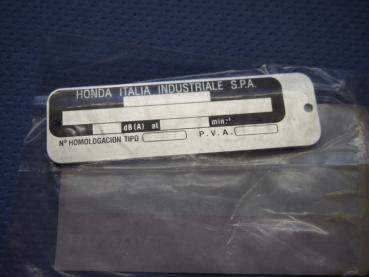 HONDA ITALIA INDUSTRIALE S.P.A.
dB (A) at min:⁻¹
Nº HOMOLOGACION TIPO P.V.A.